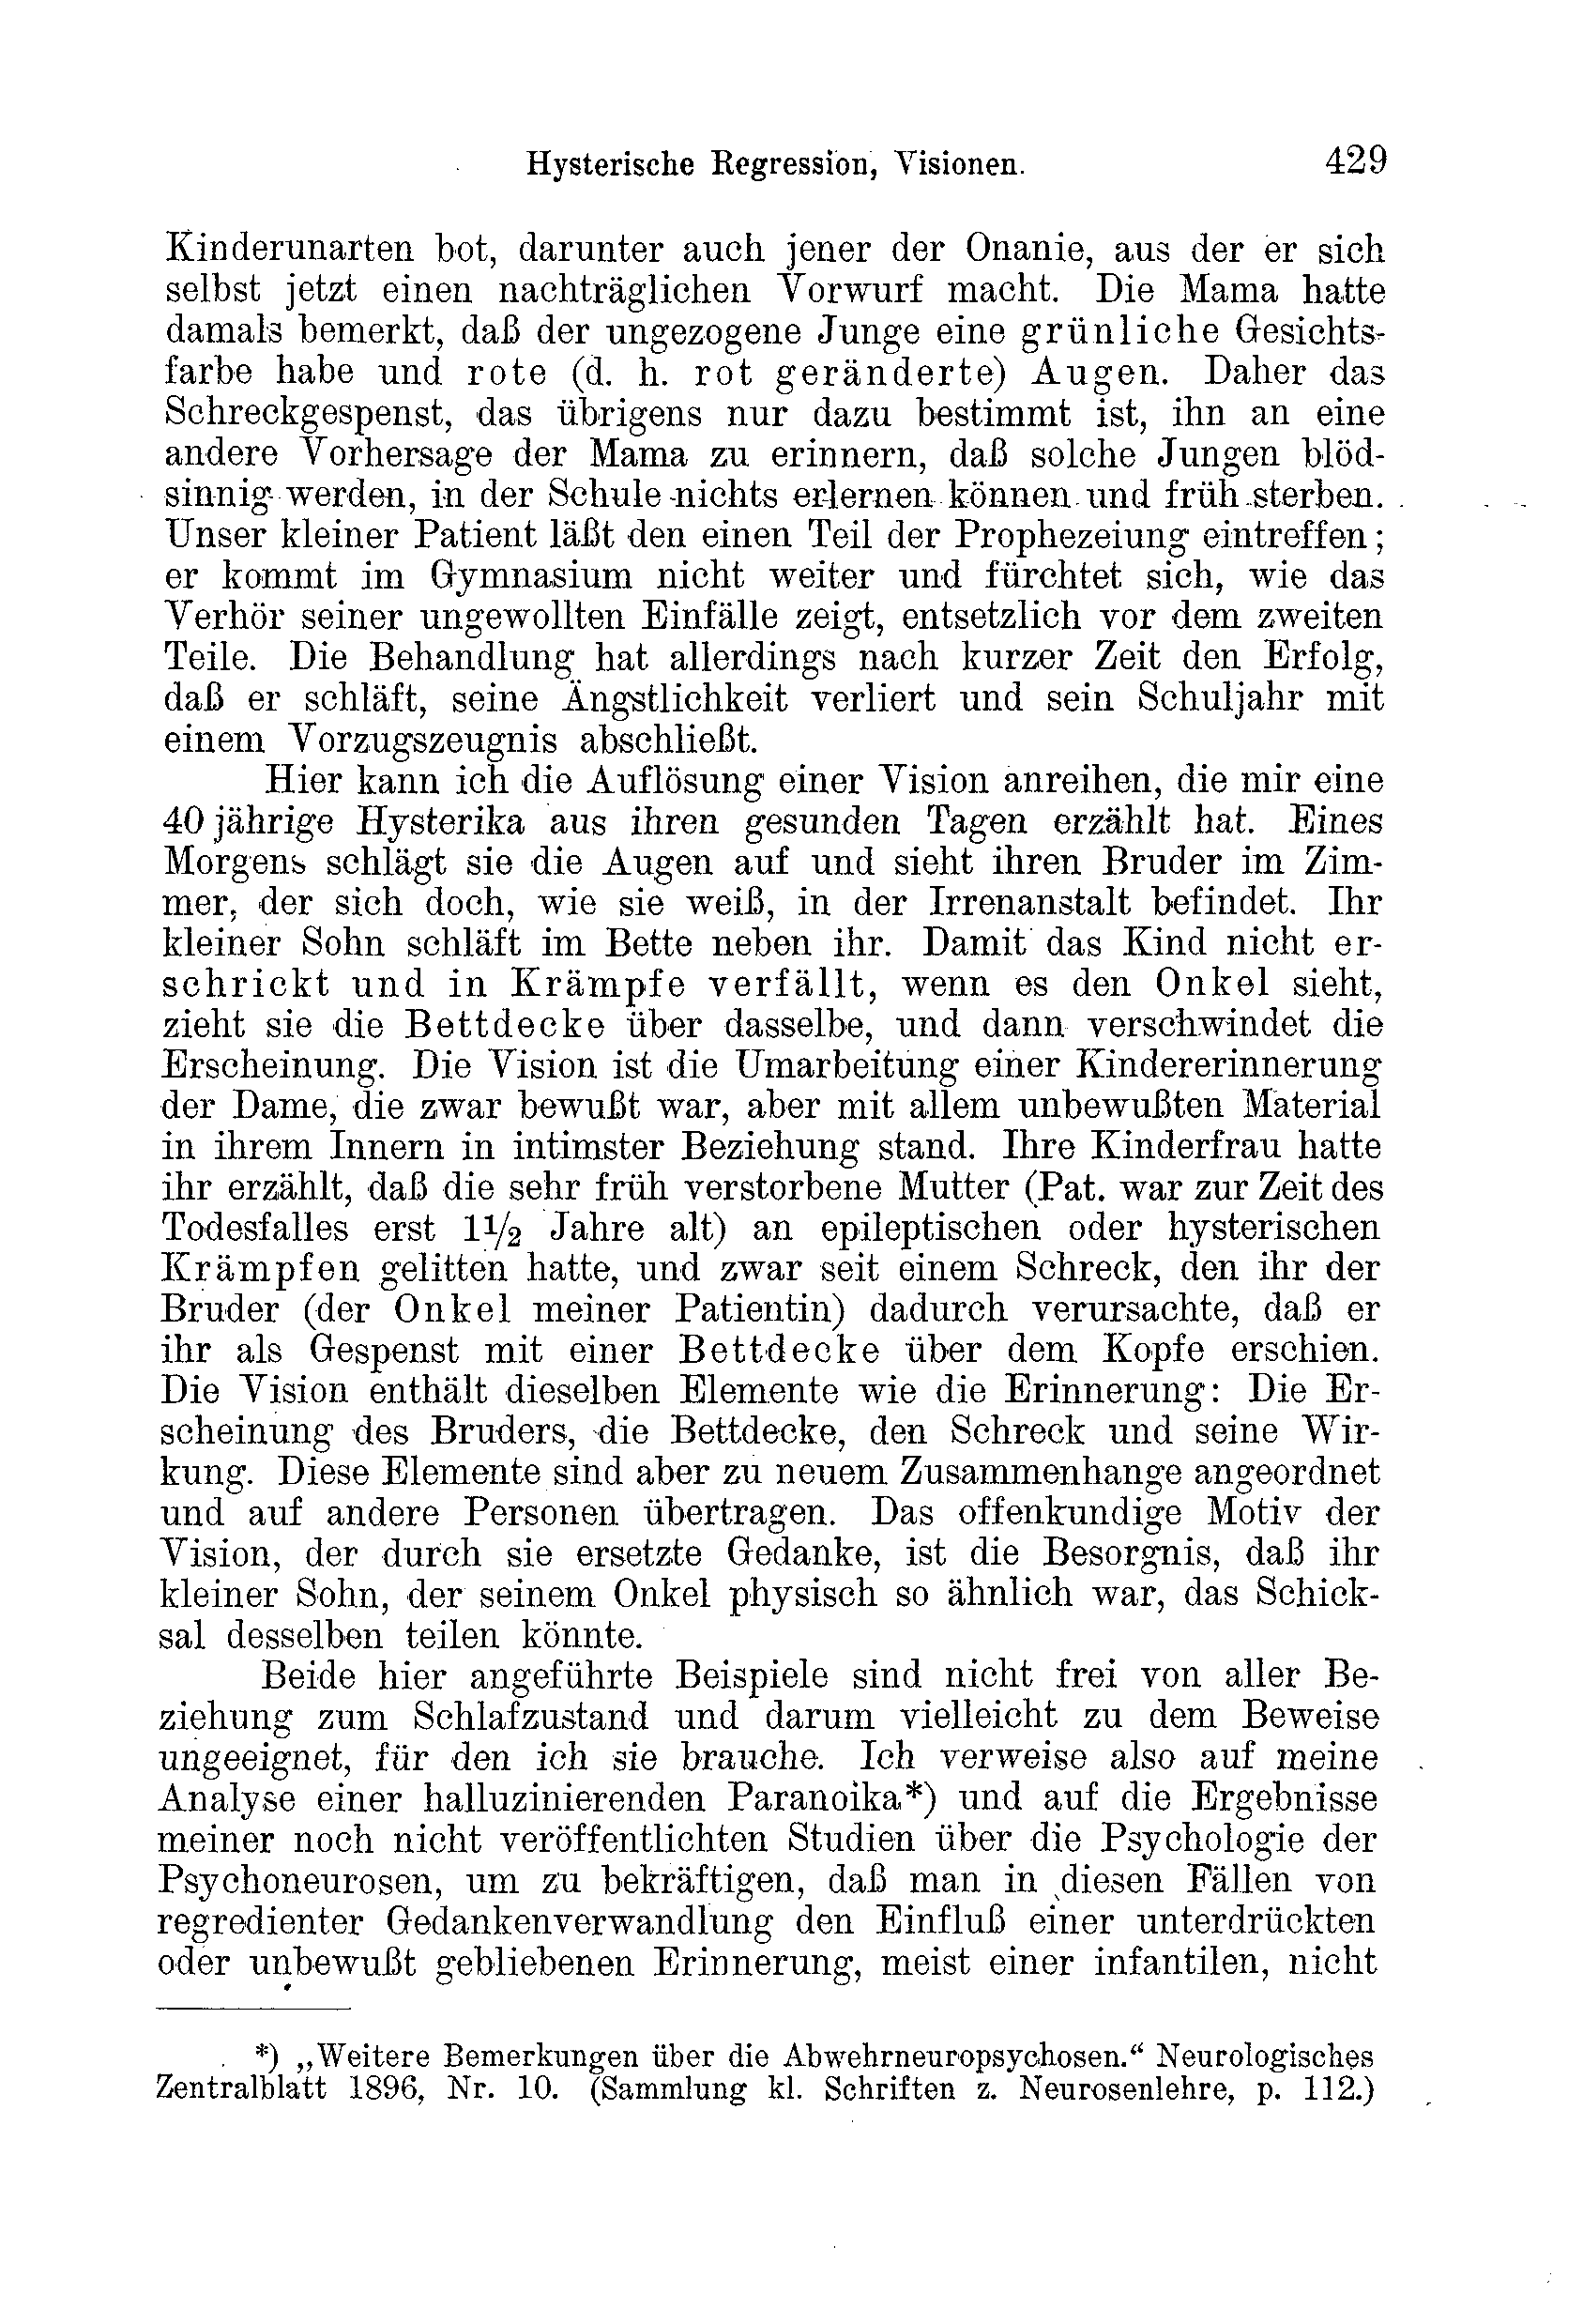 Hysterische Regression, Visionen. 429
Kinderunarten bot, darunter auch jener der Onanie, aus der er sich
selbst jetzt einen nachträglichen Vorwurf macht. Die Mama hatte
damals bemerkt, daß der ungezogene Junge eine grünliche Gesichts-
farbe habe und rote (d. h. rot geränderte) Augen. Daher das
Schreckgespenst, das übrigens nur dazu bestimmt ist, ihn an eine
andere Vorhersage der Mama zu erinnern, daß solche Jungen blöd-
sinnig werden, in der Schule nichts erlernen können und früh sterben.
Unser kleiner Patient läßt den einen Teil der Prophezeiung eintreffen;
er kommt im Gymnasium nicht weiter und fürchtet sich, wie das
Verhör seiner ungewollten Einfälle zeigt, entsetzlich vor dem zweiten
Teile. Die Behandlung hat allerdings nach kurzer Zeit den Erfolg,
daß er schläft, seine Ängstlichkeit verliert und sein Schuljahr mit
einem Vorzugszeugnis abschließt.
Hier kann ich die Auflösung einer Vision anreihen, die mir eine
40 jährige Hysterika aus ihren gesunden Tagen erzählt hat. Eines
Morgens schlägt sie die Augen auf und sieht ihren Bruder im Zim-
mer, der sich doch, wie sie weiß, in der Irrenanstalt befindet. Ihr
kleiner Sohn schläft im Bette neben ihr. Damit das Kind nicht er-
schrickt und in Krämpfe verfällt, wenn es den Onkel sieht,
zieht sie die Bettdecke über dasselbe, und dann verschwindet die
Erscheinung. Die Vision ist die Umarbeitung einer Kindererinnerung
der Dame, die zwar bewußt war, aber mit allem unbewußten Material
in ihrem Innern in intimster Beziehung stand. Ihre Kinderfrau hatte
ihr erzählt, daß die sehr früh verstorbene Mutter (Pat. war zur Zeit des
Todesfalles erst 1½ Jahre alt) an epileptischen oder hysterischen
Krämpfen gelitten hatte, und zwar seit einem Schreck, den ihr der
Bruder (der Onkel meiner Patientin) dadurch verursachte, daß er
ihr als Gespenst mit einer Bettdecke über dem Kopfe erschien.
Die Vision enthält dieselben Elemente wie die Erinnerung: Die Er-
scheinung des Bruders, die Bettdecke, den Schreck und seine Wir-
kung. Diese Elemente sind aber zu neuem Zusammenhange angeordnet
und auf andere Personen übertragen. Das offenkundige Motiv der
Vision, der durch sie ersetzte Gedanke, ist die Besorgnis, daß ihr
kleiner Sohn, der seinem Onkel physisch so ähnlich war, das Schick-
sal desselben teilen könnte.
Beide hier angeführte Beispiele sind nicht frei von aller Be-
ziehung zum Schlafzustand und darum vielleicht zu dem Beweise
ungeeignet, für den ich sie brauche. Ich verweise also auf meine
Analyse einer halluzinierenden Paranoika*) und auf die Ergebnisse
meiner noch nicht veröffentlichten Studien über die Psychologie der
Psychoneurosen, um zu bekräftigen, daß man in diesen Fällen von
regredienter Gedankenverwandlung den Einfluß einer unterdrückten
oder unbewußt gebliebenen Erinnerung, meist einer infantilen, nicht
*) „Weitere Bemerkungen über die Abwehrneuropsychosen.“ Neurologisches
Zentralblatt 1896, Nr. 10. (Sammlung kl. Schriften z. Neurosenlehre, p. 112.)